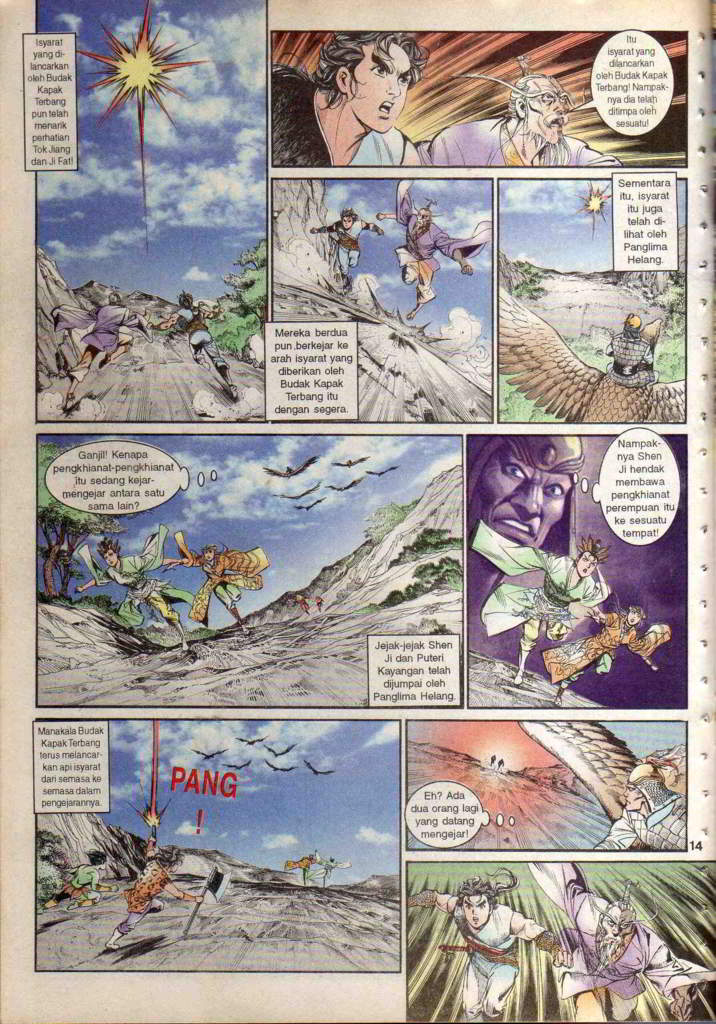 Isyarat
yang di-
lancarkan
oleh Budak
Kapak
Terbang
pun telah
menarik
perhatian
Tok Jiang
dan Ji Fat!
Itu
isyarat yang
dilancarkan
oleh Budak Kapak
Terbang! Nampak-
nya dia telah
ditimpa oleh
sesuatu!
Mereka berdua
pun,berkejar ke
arah isyarat yang
diberikan oleh
Budak Kapak
Terbang itu
dengan segera.
Sementara
itu, isyarat
itu juga
telah di-
lihat oleh
Panglima
Helang.
Ganjil! Kenapa
pengkhianat-pengkhianat
itu sedang kejar-
mengejar antara satu
sama lain?
Jejak-jejak Shen
Ji dan Puteri
Kayangan telah
dijumpai oleh
Panglima Helang.
Nampak-
nya Shen
Ji hendak
membawa
pengkhianat
perempuan itu
ke sesuatu
tempat!
Manakala Budak
Kapak Terbang
terus melancar-
kan api isyarat
dari semasa ke
semasa dalam
pengejarannya.
PANG
!
Eh? Ada
dua orang lagi
yang datang
mengejar!
14